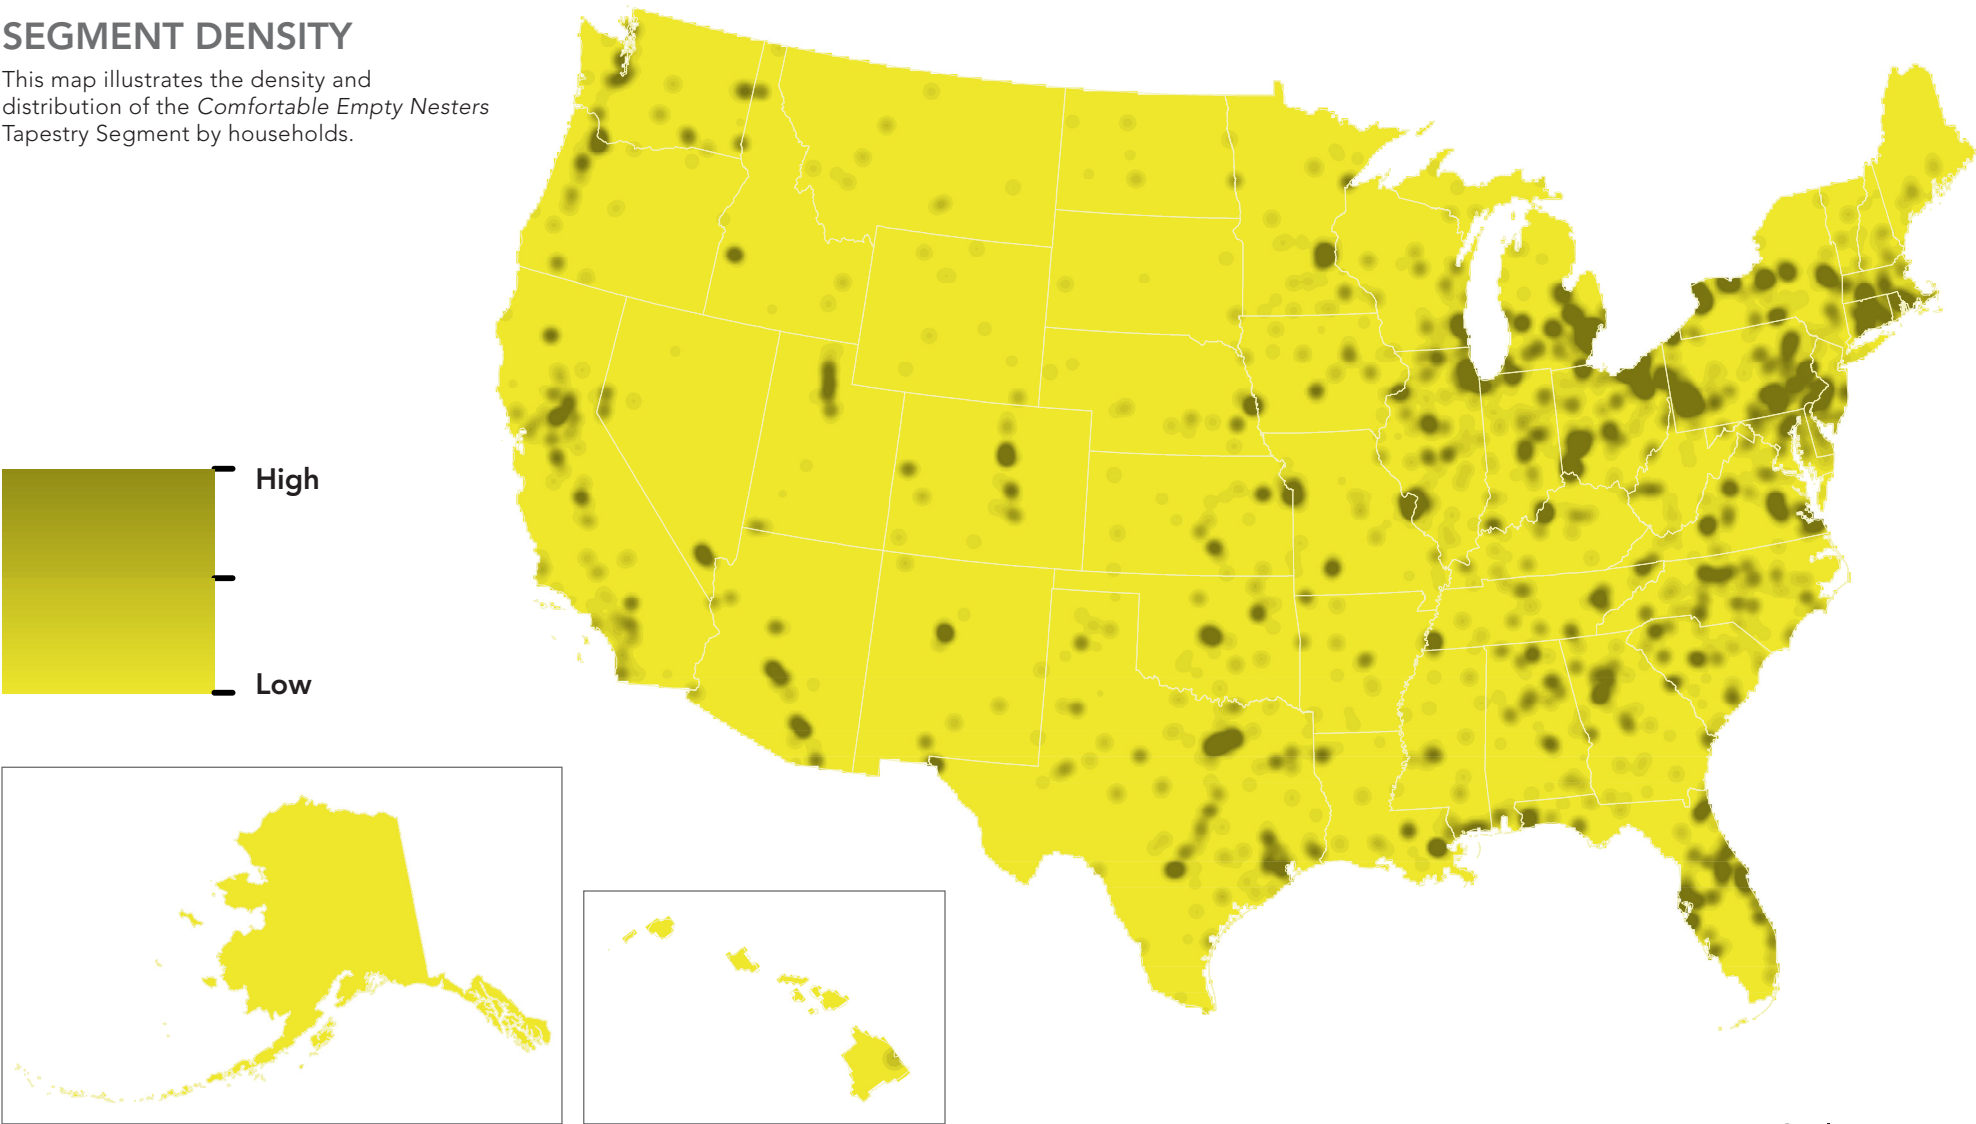 SEGMENT DENSITY
This map illustrates the density and
distribution of the Comfortable Empty Nesters
Tapestry Segment by households.
High
Low